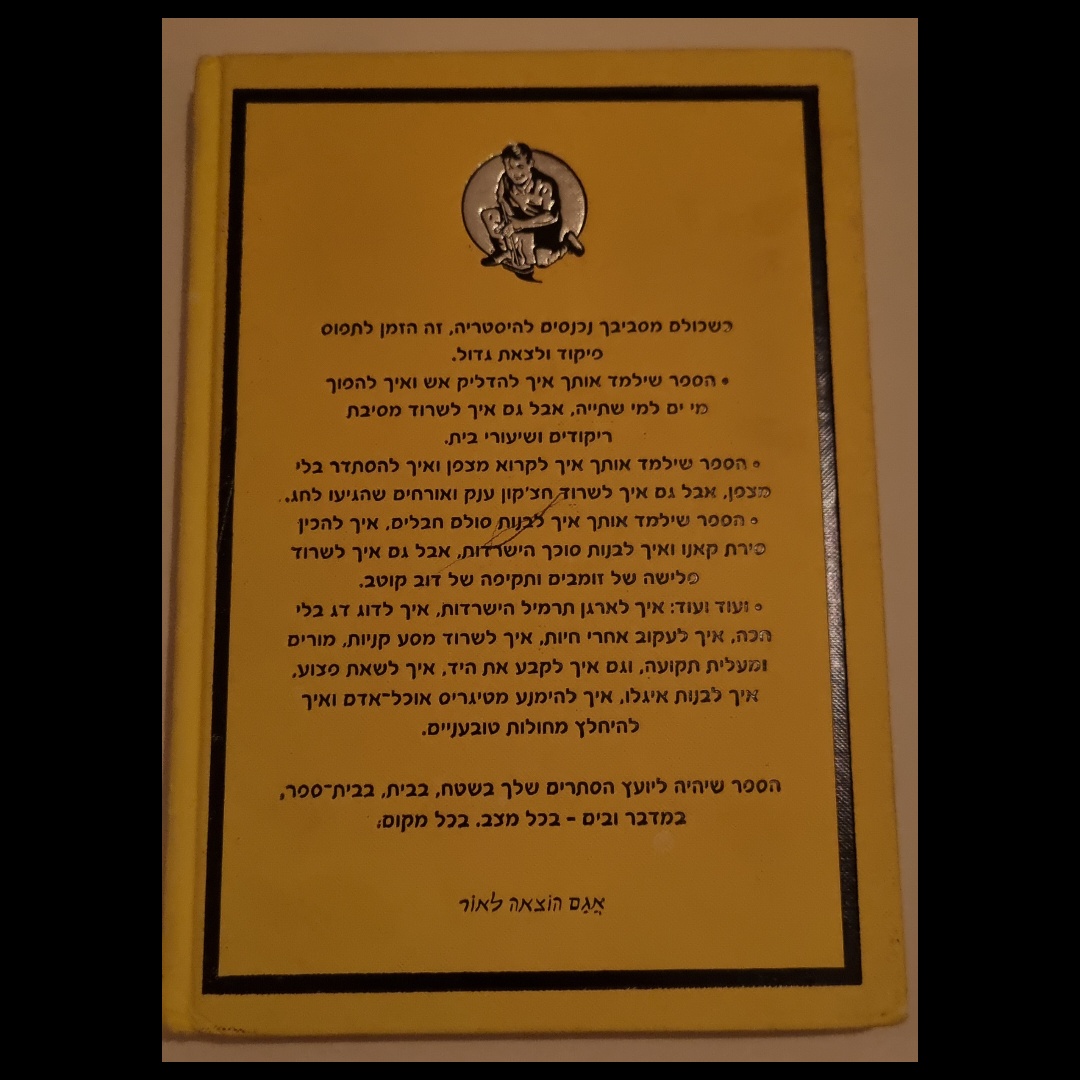 כשכולם מסביבך נכנסים להיסטריה, זה הזמן לתפוס
פיקוד ולצאת גדול.
• הספר שילמד אותך איך להדליק אש ואיך להפוך
מי ים למי שתייה, אבל גם איך לשרוד מסיבת
ריקודים ושיעורי בית.
• הספר שילמד אותך איך לקרוא מצפן ואיך להסתדר בלי
מצפן, אבל גם איך לשרוד חצ'קון ענק ואורחים שהגיעו לחג.
• הספר שילמד אותך איך לבנות סולם חבלים, איך להכין
סירת קאנו ואיך לבנות סוכך הישרדות, אבל גם איך לשרוד
פלישה של זומבים ותקיפה של דוב קוטב.
• ועוד ועוד: איך לארגן תרמיל הישרדות, איך לדוג דג בלי
חכה, איך לעקוב אחרי חיות, איך לשרוד מסע קניות, מורים
ומעלית תקועה, וגם איך לקבע את היד, איך לשאת פצוע,
איך לבנות איגלו, איך להימנע מטיגריס אוכל־אדם ואיך
להיחלץ מחולות טובעניים.
הספר שיהיה ליועץ הסתרים שלך בשטח, בבית, בבית־ספר,
במדבר ובים – בכל מצב. בכל מקום.
אֲגַם הוֹצאה לאוֹר